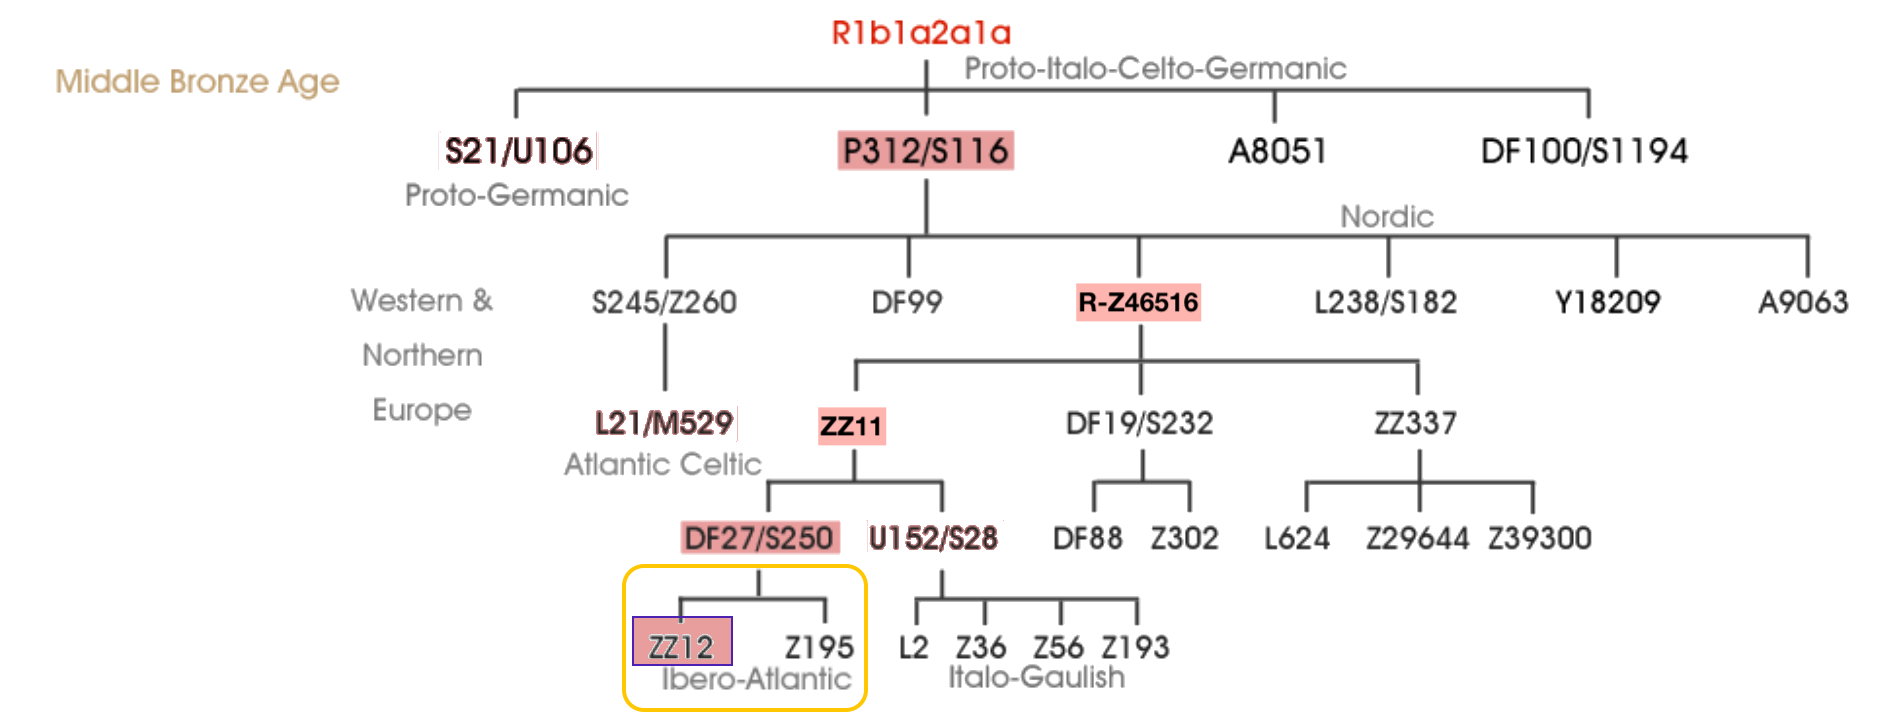 R1b1a2a1a
Proto-Italo-Celto-Germanic
Middle Bronze Age
S21/U106 P312/S116 A8051 DF100/S1194
Proto-Germanic
Nordic
Western & S245/Z260 DF99 R-Z46516 L238/S182 Y18209 A9063
Northern
Europe L21/M529 ZZ11 DF19/S232 ZZ337
Atlantic Celtic
DF27/S250 U152/S28 DF88 Z302 L624 Z29644 Z39300
ZZ12 Z195 L2 Z36 Z56 Z193
Ibero-Atlantic Italo-Gaulish